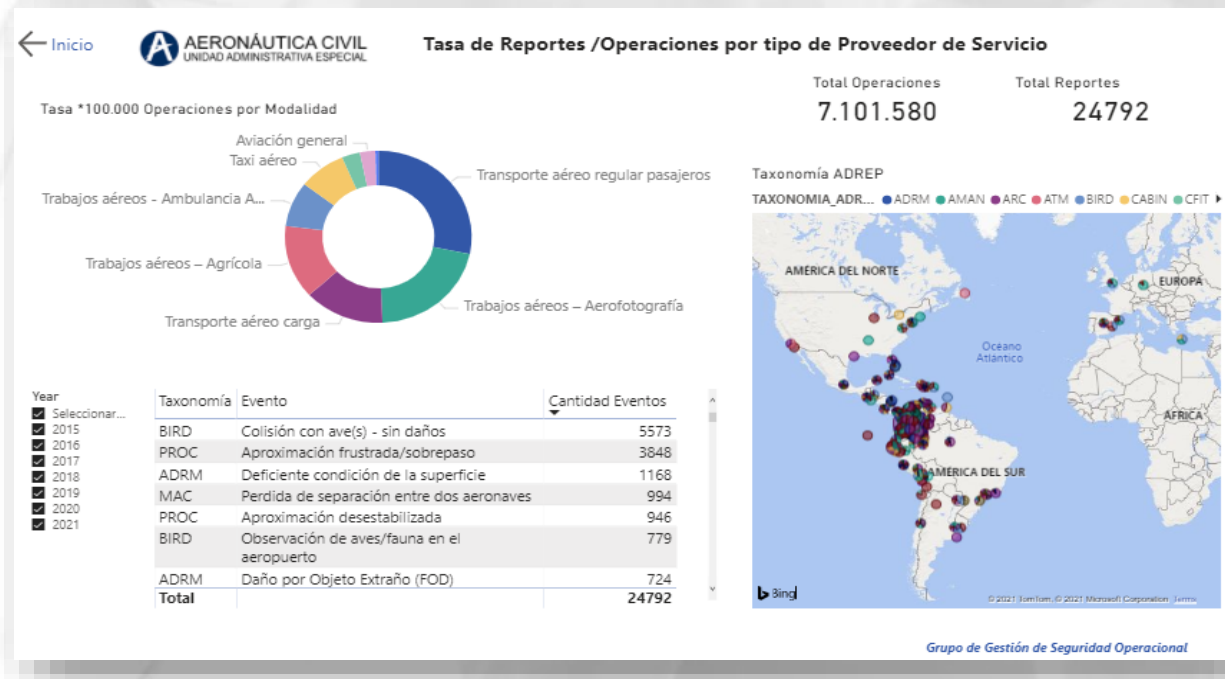 Inicio
AERONÁUTICA CIVIL
UNIDAD ADMINISTRATIVA ESPECIAL
Tasa de Reportes /Operaciones por tipo de Proveedor de Servicio
Total Operaciones
7.101.580
Total Reportes
24792
Tasa *100.000 Operaciones por Modalidad
Aviación general
Taxi aéreo
Trabajos aéreos - Ambulancia A...
Trabajos aéreos – Agrícola
Transporte aéreo carga
Transporte aéreo regular pasajeros
Trabajos aéreos – Aerofotografía
Taxonomía ADREP
TAXONOMIA_ADR... ADRM AMAN ARC ATM BIRD CABIN CFIT
AMÉRICA DEL NORTE
EUROPA
Océano
Atlántico
ÁFRICA
AMÉRICA DEL SUR
Bing
© 2021 TomTom, © 2021 Microsoft Corporation Terms
Year
Seleccionar...
2015
2016
2017
2018
2019
2020
2021
Taxonomía Evento Cantidad Eventos
BIRD Colisión con ave(s) - sin daños 5573
PROC Aproximación frustrada/sobrepaso 3848
ADRM Deficiente condición de la superficie 1168
MAC Perdida de separación entre dos aeronaves 994
PROC Aproximación desestabilizada 946
BIRD Observación de aves/fauna en el 779
aeropuerto
ADRM Daño por Objeto Extraño (FOD) 724
Total 24792
Grupo de Gestión de Seguridad Operacional